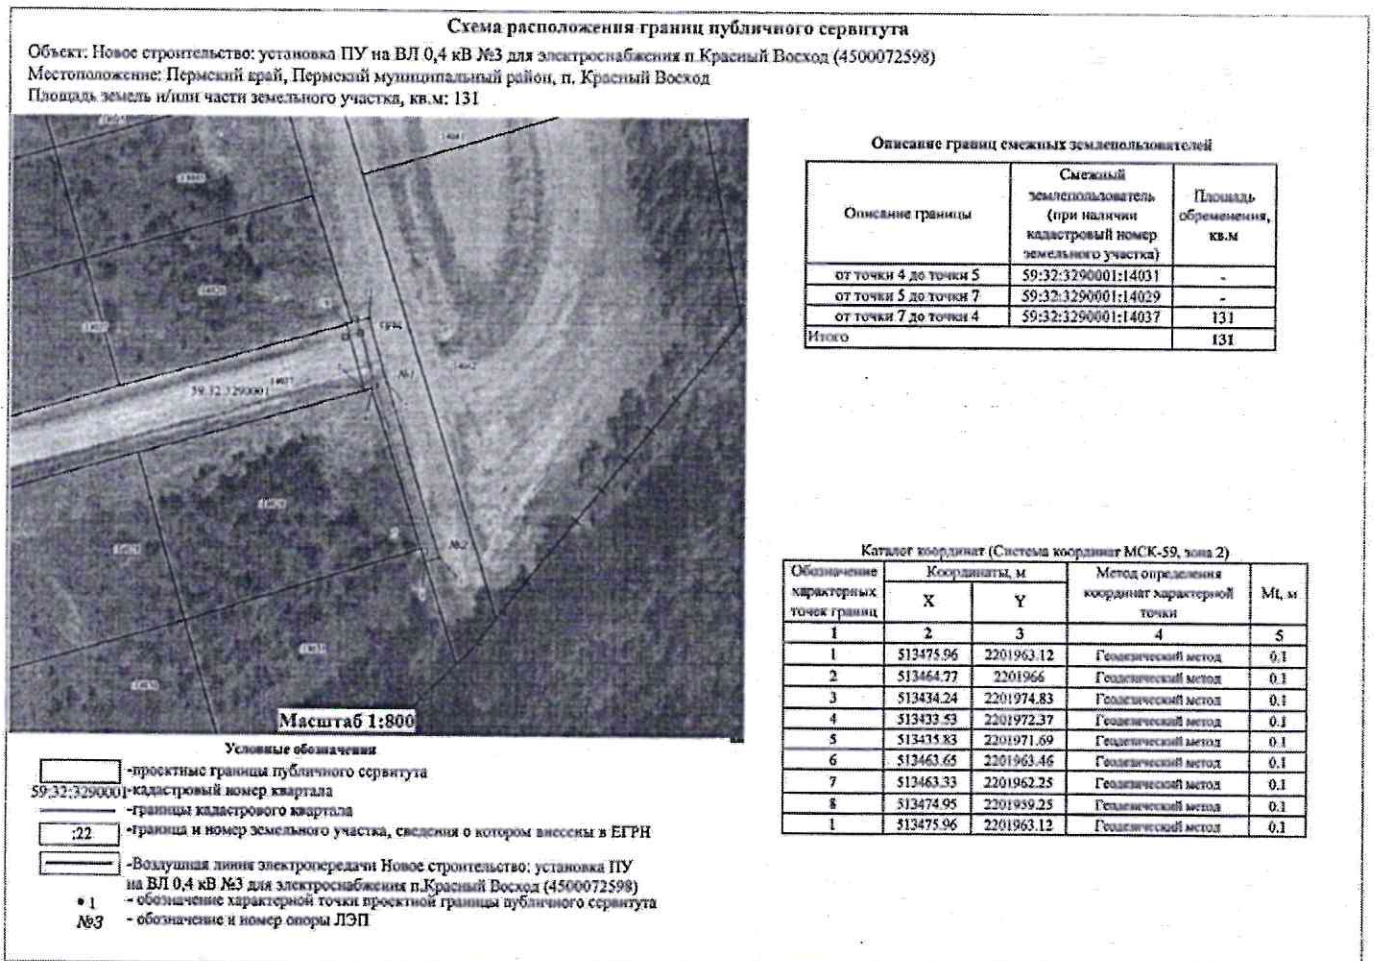 Схема расположения границ публичного сервитута
Объект: Новое строительство: установка ПУ на ВЛ 0,4 кВ №3 для электроснабжения п.Красный Восход (4500072598)
Местоположение: Пермский край, Пермский муниципальный район, п. Красный Восход
Площадь земель и/или части земельного участка, кв.м: 131
59:32:3290001
:14037
№1
№2
Масштаб 1:800
Условные обозначения
-проектные границы публичного сервитута
59:32:3290001-кадастровый номер квартала
-границы кадастрового квартала
:22 -граница и номер земельного участка, сведения о котором внесены в ЕГРН
-Воздушная линия электропередачи Новое строительство: установка ПУ
на ВЛ 0,4 кВ №3 для электроснабжения п.Красный Восход (4500072598)
• 1 - обозначение характерной точки проектной границы публичного сервитута
№3 - обозначение и номер опоры ЛЭП
Описание границ смежных землепользователей
Описание границы Смежный землепользователь (при наличии кадастровый номер земельного участка) Площадь обременения, кв.м
от точки 4 до точки 5 59:32:3290001:14031 -
от точки 5 до точки 7 59:32:3290001:14029 -
от точки 7 до точки 4 59:32:3290001:14037 131
Итого 131
Каталог координат (Система координат МСК-59, зона 2)
Обозначение характерных точек границ Координаты, м Метод определения координат характерной точки Mt, м
X Y
1 2 3 4 5
1 513475.96 2201963.12 Геодезический метод 0.1
2 513464.77 2201966 Геодезический метод 0.1
3 513434.24 2201974.83 Геодезический метод 0.1
4 513433.53 2201972.37 Геодезический метод 0.1
5 513435.83 2201971.69 Геодезический метод 0.1
6 513463.65 2201963.46 Геодезический метод 0.1
7 513463.33 2201962.25 Геодезический метод 0.1
8 513474.95 2201959.25 Геодезический метод 0.1
1 513475.96 2201963.12 Геодезический метод 0.1